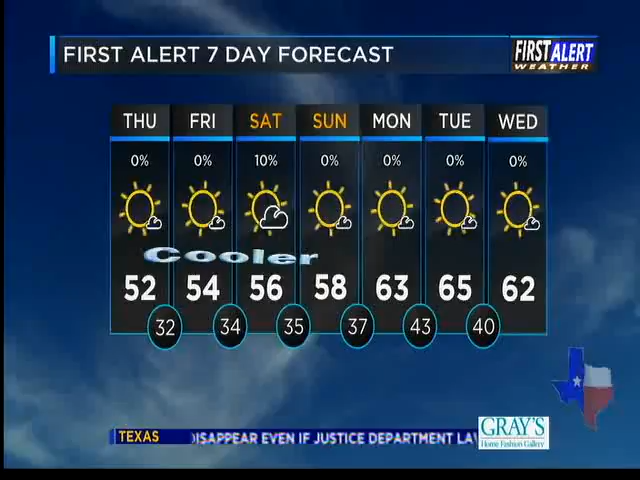 FIRST ALERT 7 DAY FORECAST
FIRST ALERT
WEATHER
THU FRI SAT SUN MON TUE WED
0% 0% 10% 0% 0% 0% 0%
Cooler
52 54 56 58 63 65 62
32 34 35 37 43 40
TEXAS DISAPPEAR EVEN IF JUSTICE DEPARTMENT
GRAY'S
Home Fashion Gallery